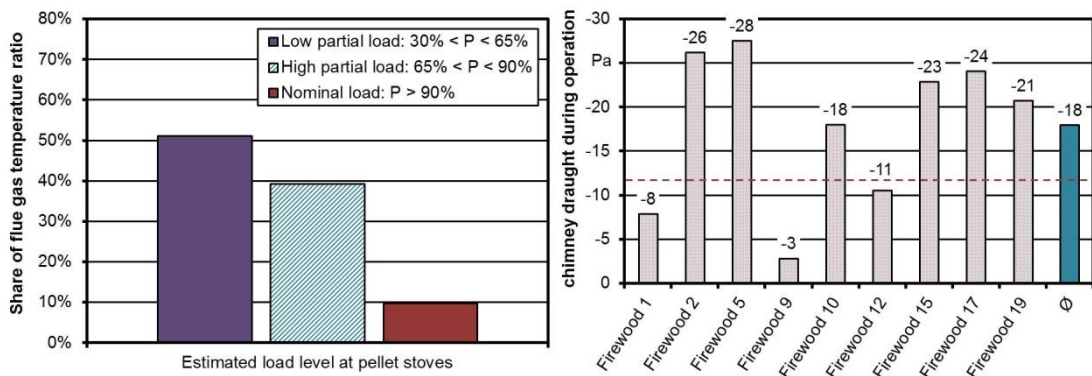 80%
70%
60%
50%
40%
30%
20%
10%
0%
Share of flue gas temperature ratio
Low partial load: 30% < P < 65%
High partial load: 65% < P < 90%
Nominal load: P > 90%
Estimated load level at pellet stoves
-30
Pa
-20
-15
-10
-5
0
chimney draught during operation
-8
-26
-28
-3
-18
-11
-23
-24
-21
-18
Firewood 1
Firewood 2
Firewood 5
Firewood 9
Firewood 10
Firewood 12
Firewood 15
Firewood 17
Firewood 19
Ø